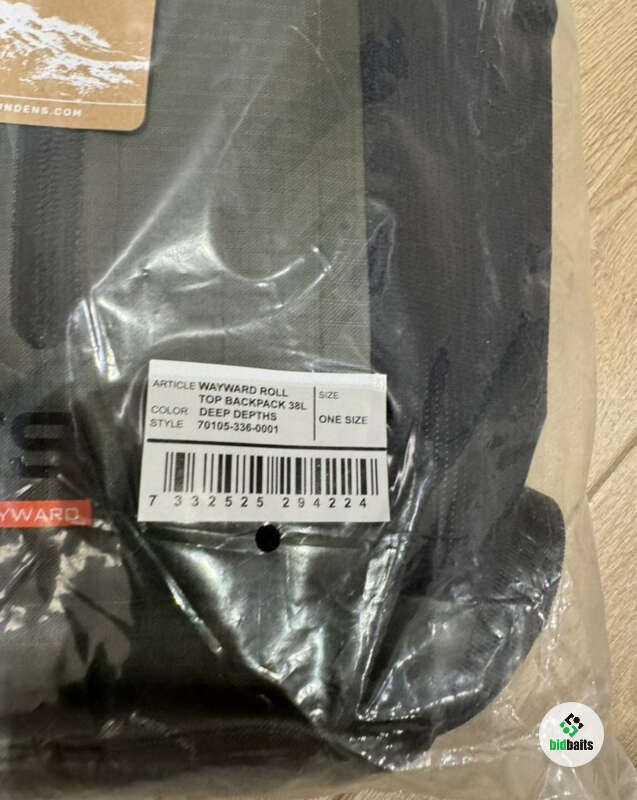 NDENS.COM
ARTICLE WAYWARD ROLL
TOP BACKPACK 38L
COLOR DEEP DEPTHS
STYLE 70105-336-0001
SIZE
ONE SIZE
7 332525 294224
YWARD
bidbaits